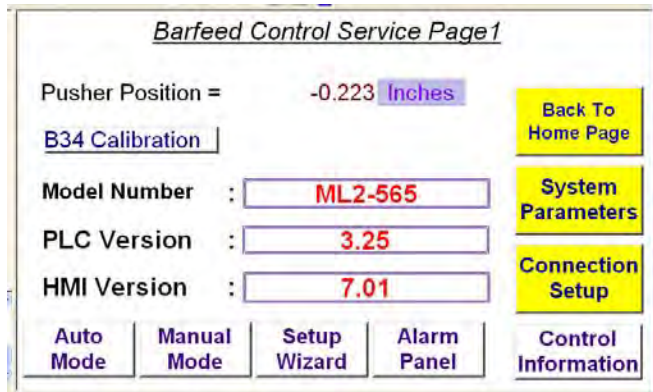 Barfeed Control Service Page1
Pusher Position = -0.223 Inches
Back To
Home Page
B34 Calibration
Model Number : ML2-565
System
Parameters
PLC Version : 3.25
HMI Version : 7.01
Connection
Setup
Auto
Mode
Manual
Mode
Setup
Wizard
Alarm
Panel
Control
Information